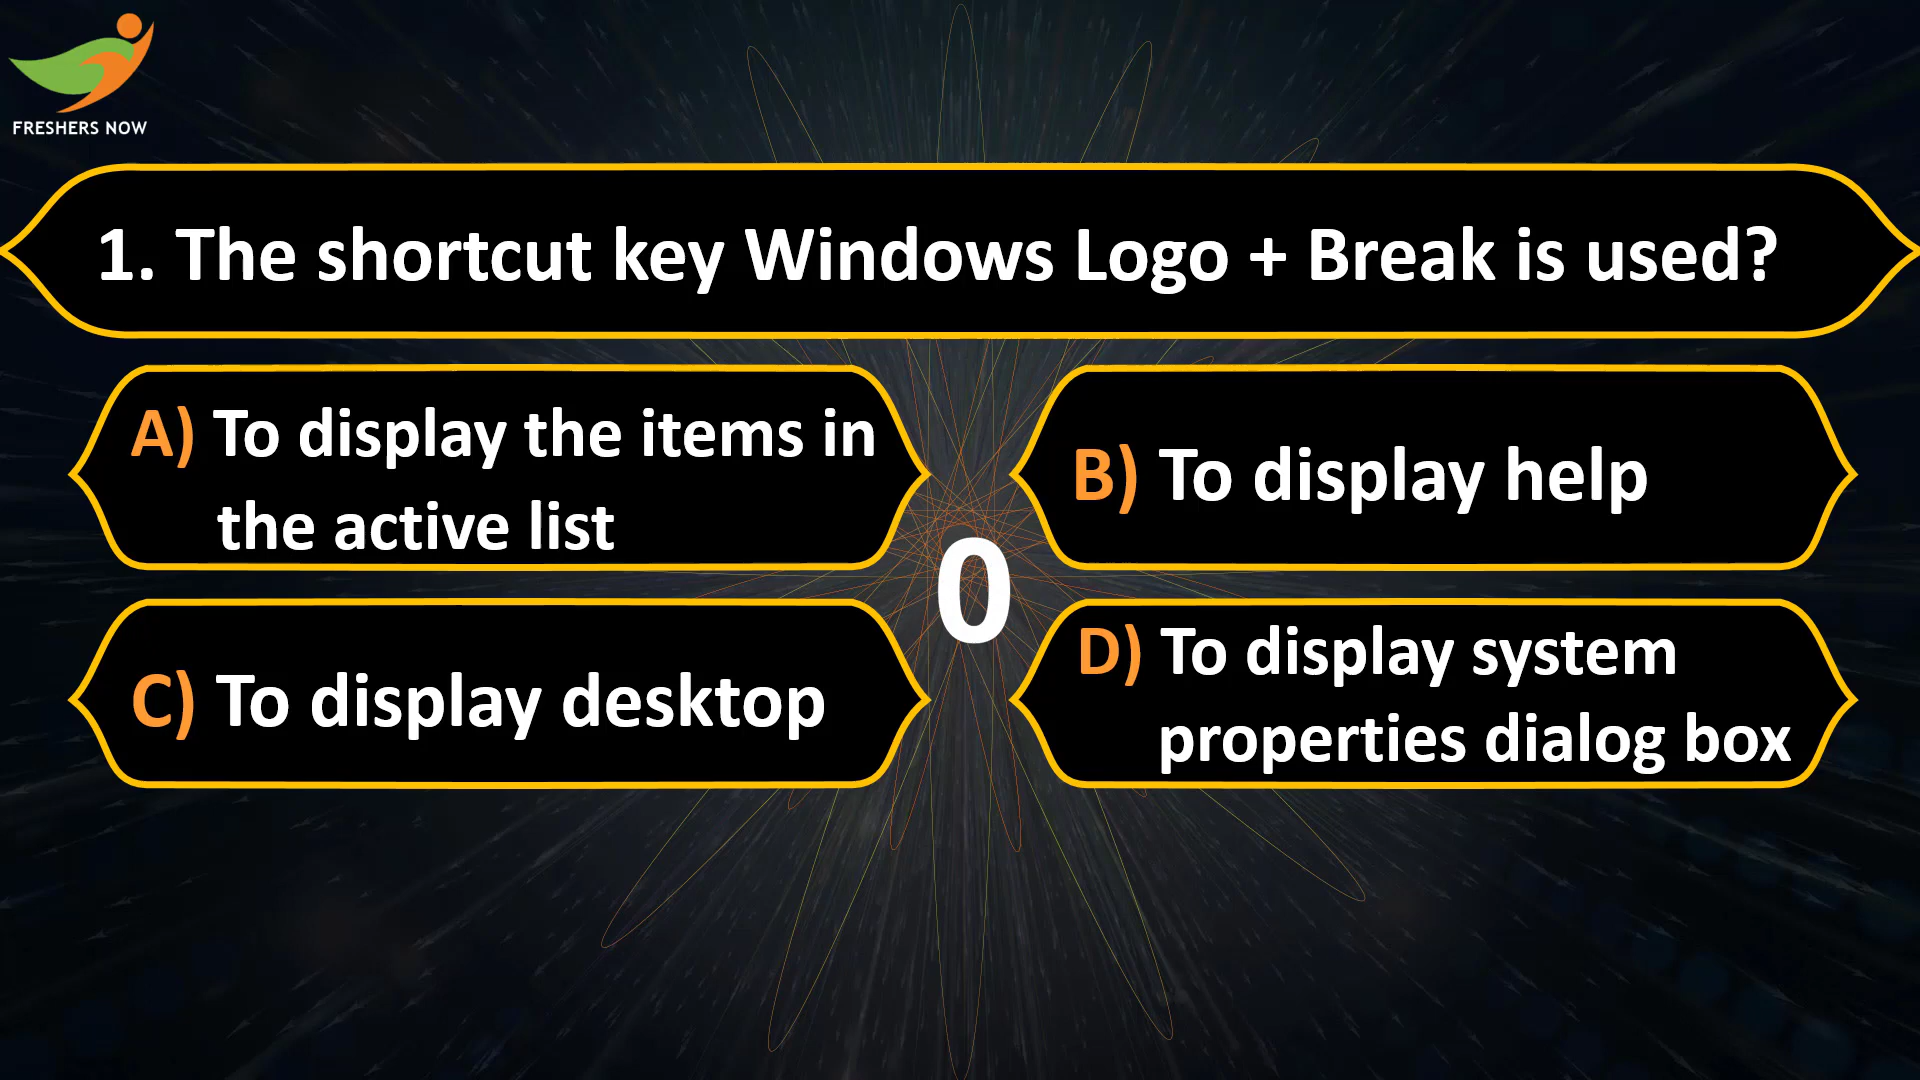 FRESHERS NOW
1. The shortcut key Windows Logo + Break is used?
A) To display the items in
the active list
B) To display help
0
C) To display desktop
D) To display system
properties dialog box